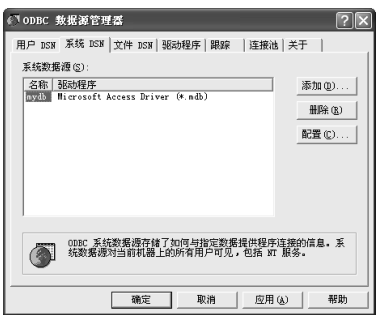 ODBC 数据源管理器
用户 DSN 系统 DSN 文件 DSN 驱动程序 跟踪 连接池 关于
系统数据源(S):
名称 驱动程序
mydb Microsoft Access Driver (*.mdb)
添加(D)...
删除(R)
配置(C)...
ODBC 系统数据源存储了如何与指定数据提供程序连接的信息。系
统数据源对当前机器上的所有用户可见,包括 NT 服务。
确定 取消 应用(A) 帮助